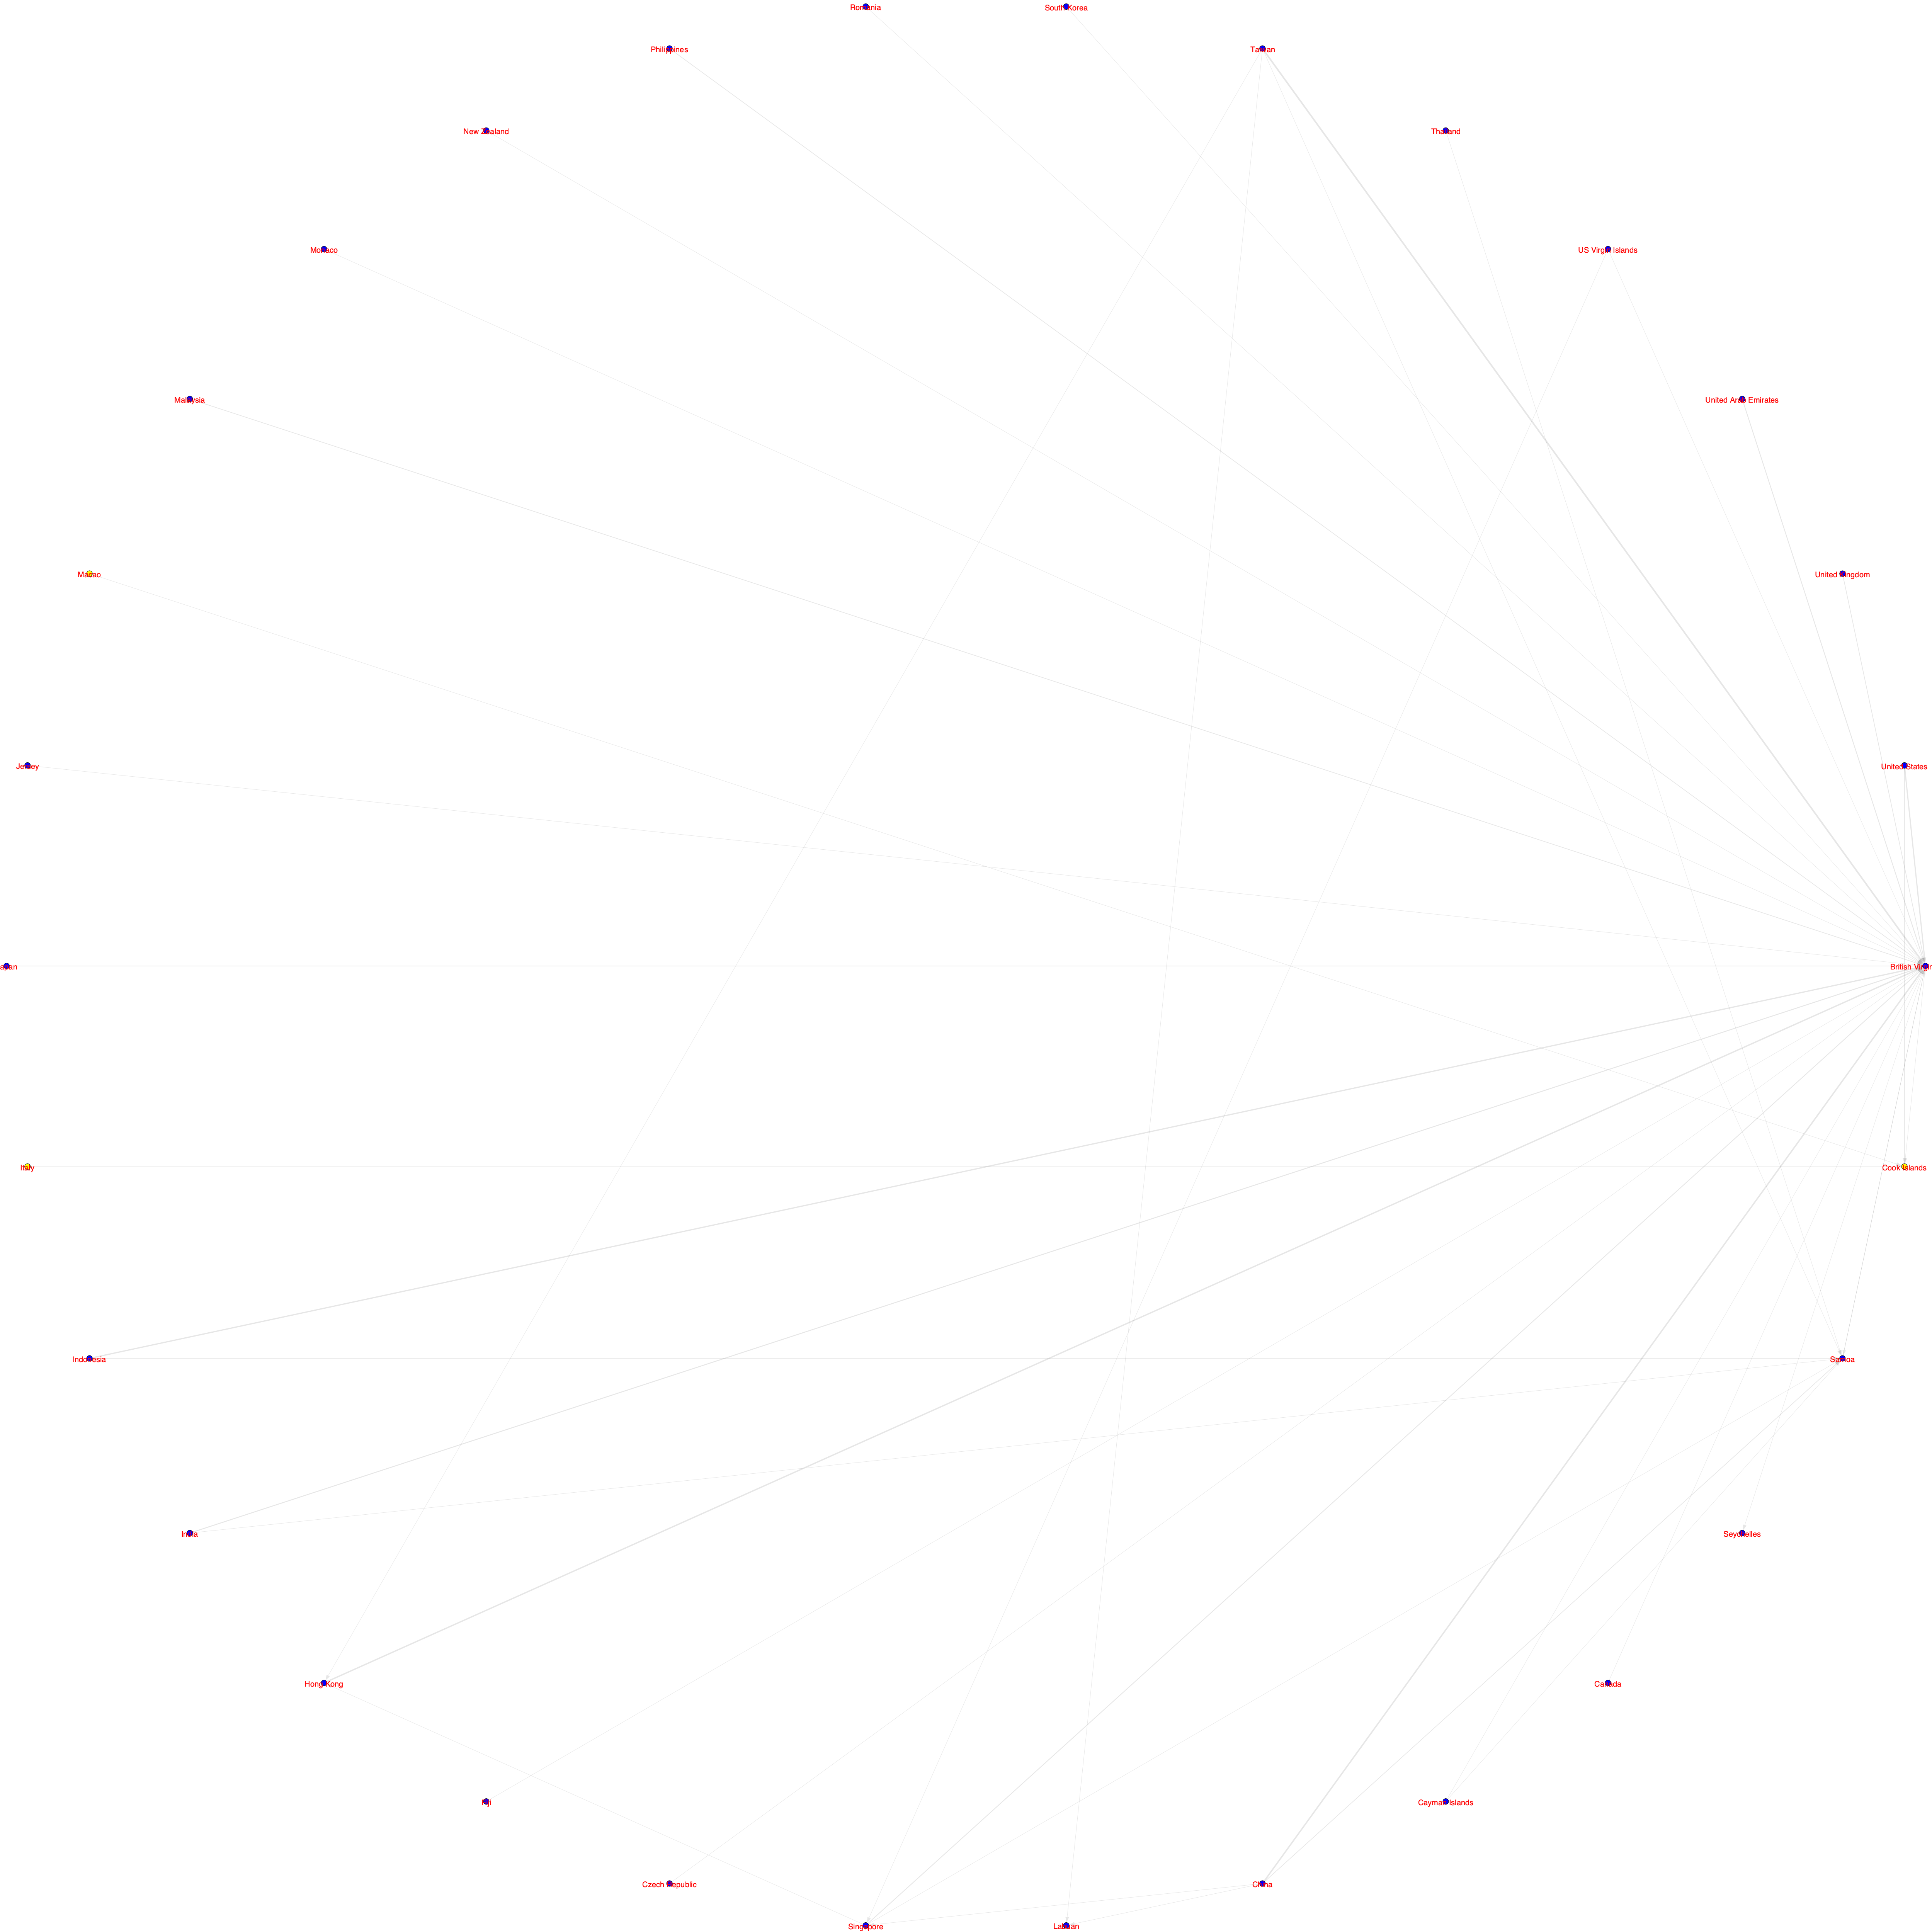 Romania
South Korea
Philippines
Taiwan
New Zealand
Thailand
Monaco
US Virgin Islands
Malaysia
United Arab Emirates
Macao
United Kingdom
Jersey
United States
apan
British Virgin
Italy
Cook Islands
Indonesia
Samoa
India
Seychelles
Hong Kong
Canada
Fiji
Cayman Islands
Czech Republic
China
Singapore